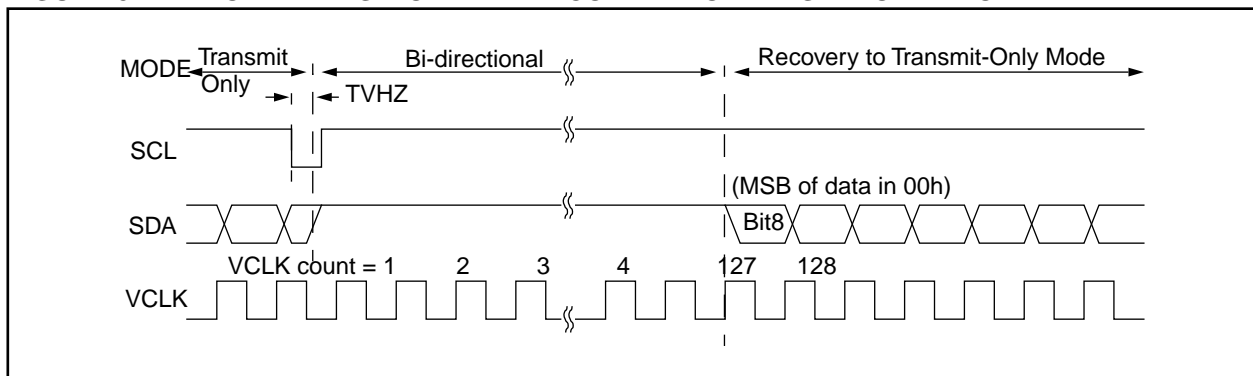 MODE Transmit Only Bi-directional Recovery to Transmit-Only Mode
TVHZ
SCL
(MSB of data in 00h)
SDA Bit8
VCLK count = 1 2 3 4 127 128
VCLK